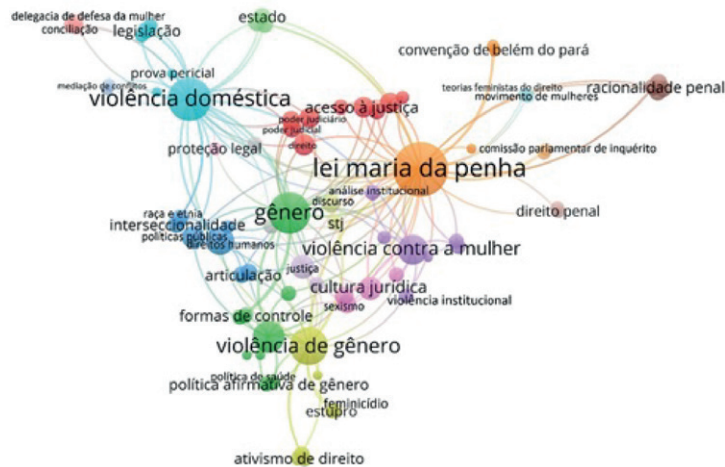 delegacia de defesa da mulher
conciliação
legislação
estado
convenção de belém do pará
prova pericial
mediação de conflitos
violência doméstica
teorias feministas do direito
racionalidade penal
movimento de mulheres
acesso à justiça
poder judiciário
poder judicial
direito
proteção legal
comissão parlamentar de inquérito
lei maria da penha
análise institucional
discurso
gênero
stj
direito penal
raça e etnia
interseccionalidade
políticas públicas
direitos humanos
violência contra a mulher
justiça
articulação
cultura jurídica
sexismo
violência institucional
formas de controle
violência de gênero
política de saúde
política afirmativa de gênero
feminicídio
estupro
ativismo de direito